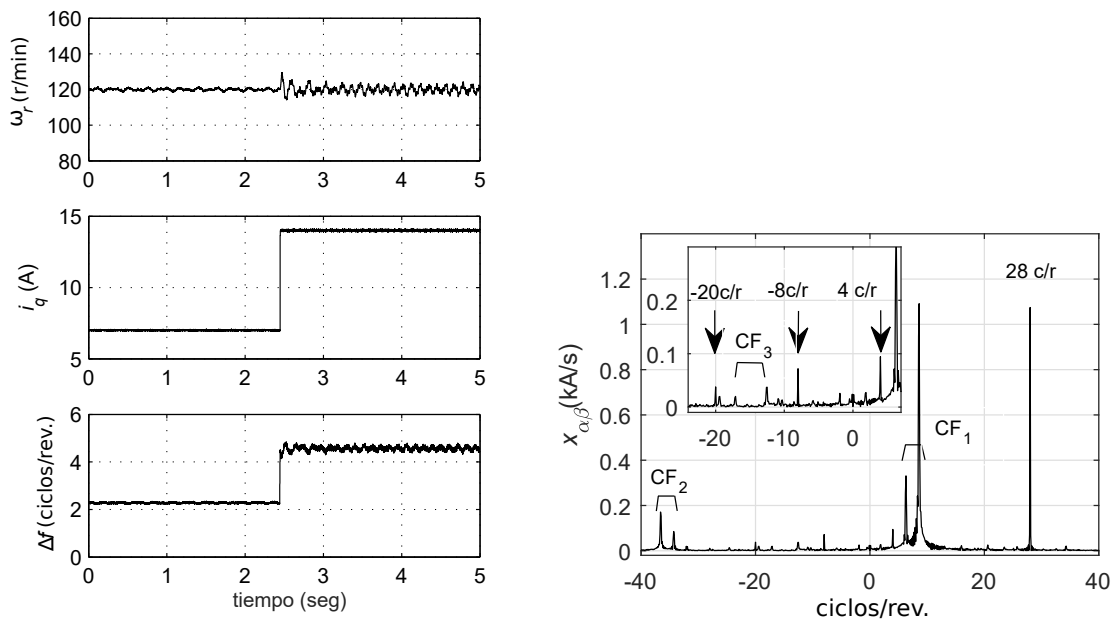 160
140
120
100
80
ω_r (r/min)
0 1 2 3 4 5
15
10
5
i_q (A)
0 1 2 3 4 5
6
4
2
0
Δf (ciclos/rev.)
0 1 2 3 4 5
tiempo (seg)
1.2
1
0.8
0.6
0.4
0.2
0
x_αβ (kA/s)
28 c/r
CF₁
CF₂
-40 -20 0 20 40
ciclos/rev.
0.2
0.1
0
-20c/r
-8c/r
4 c/r
CF₃
-20 -10 0